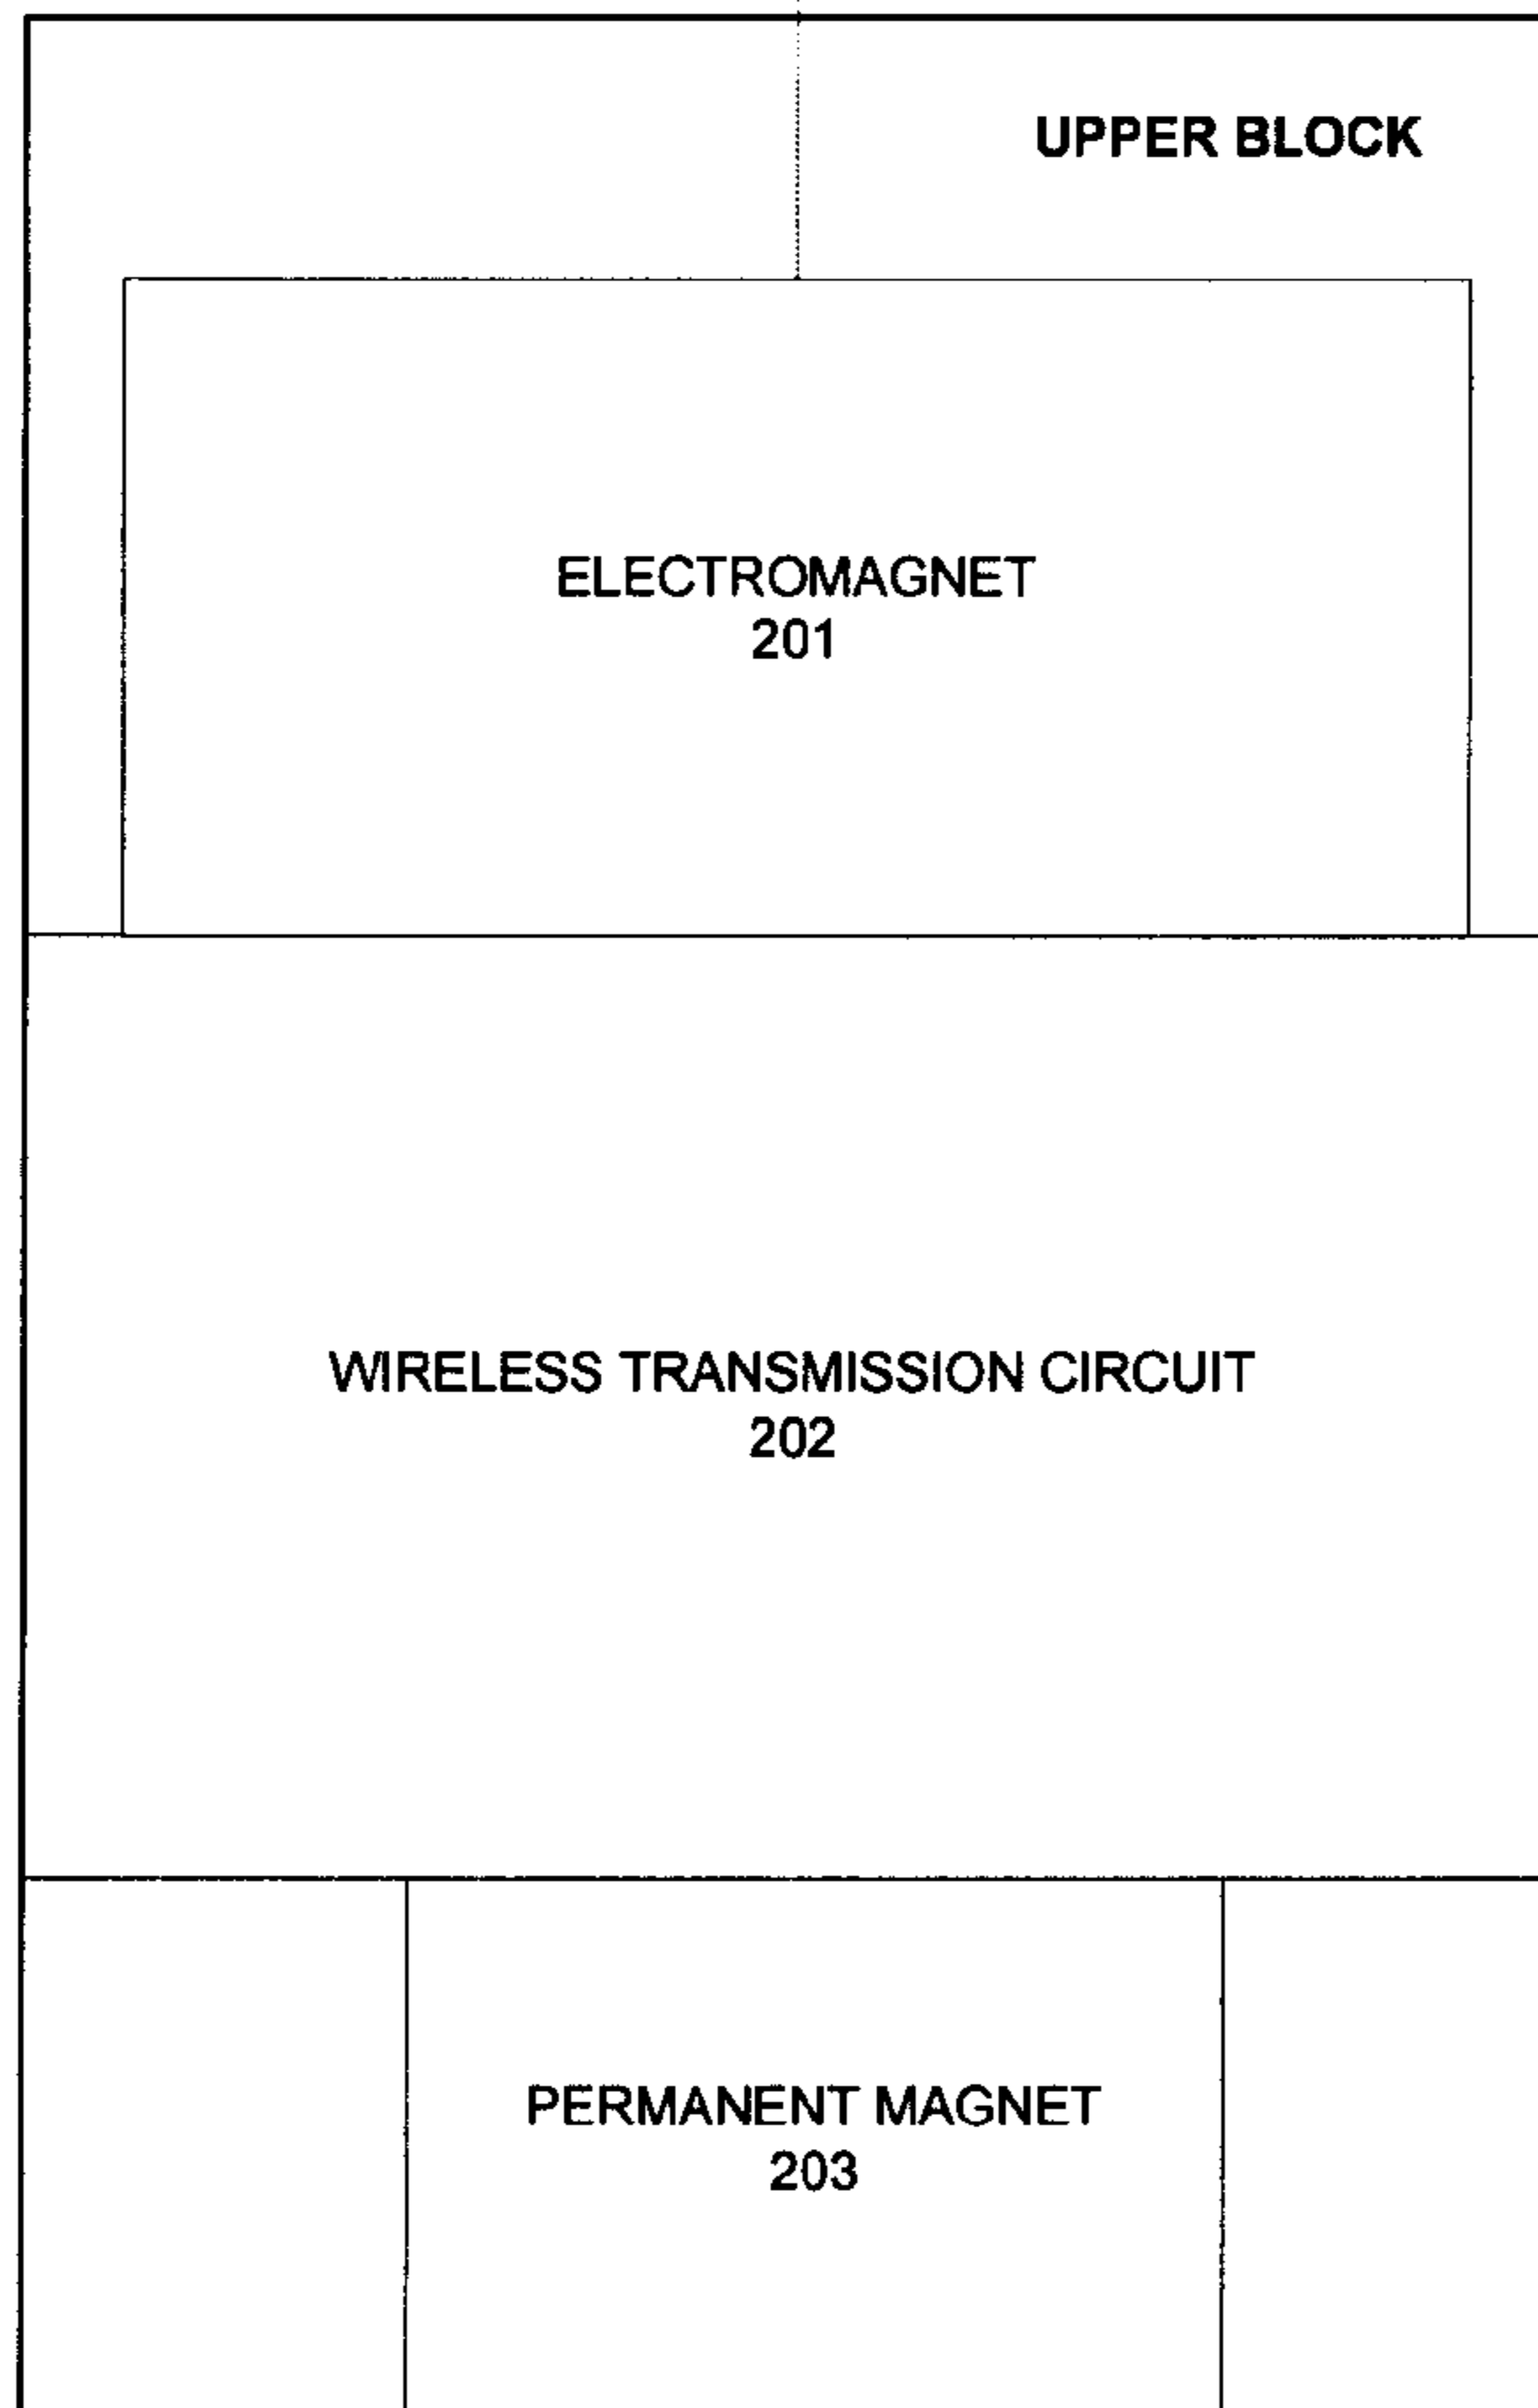 UPPER BLOCK
ELECTROMAGNET
201
WIRELESS TRANSMISSION CIRCUIT
202
PERMANENT MAGNET
203